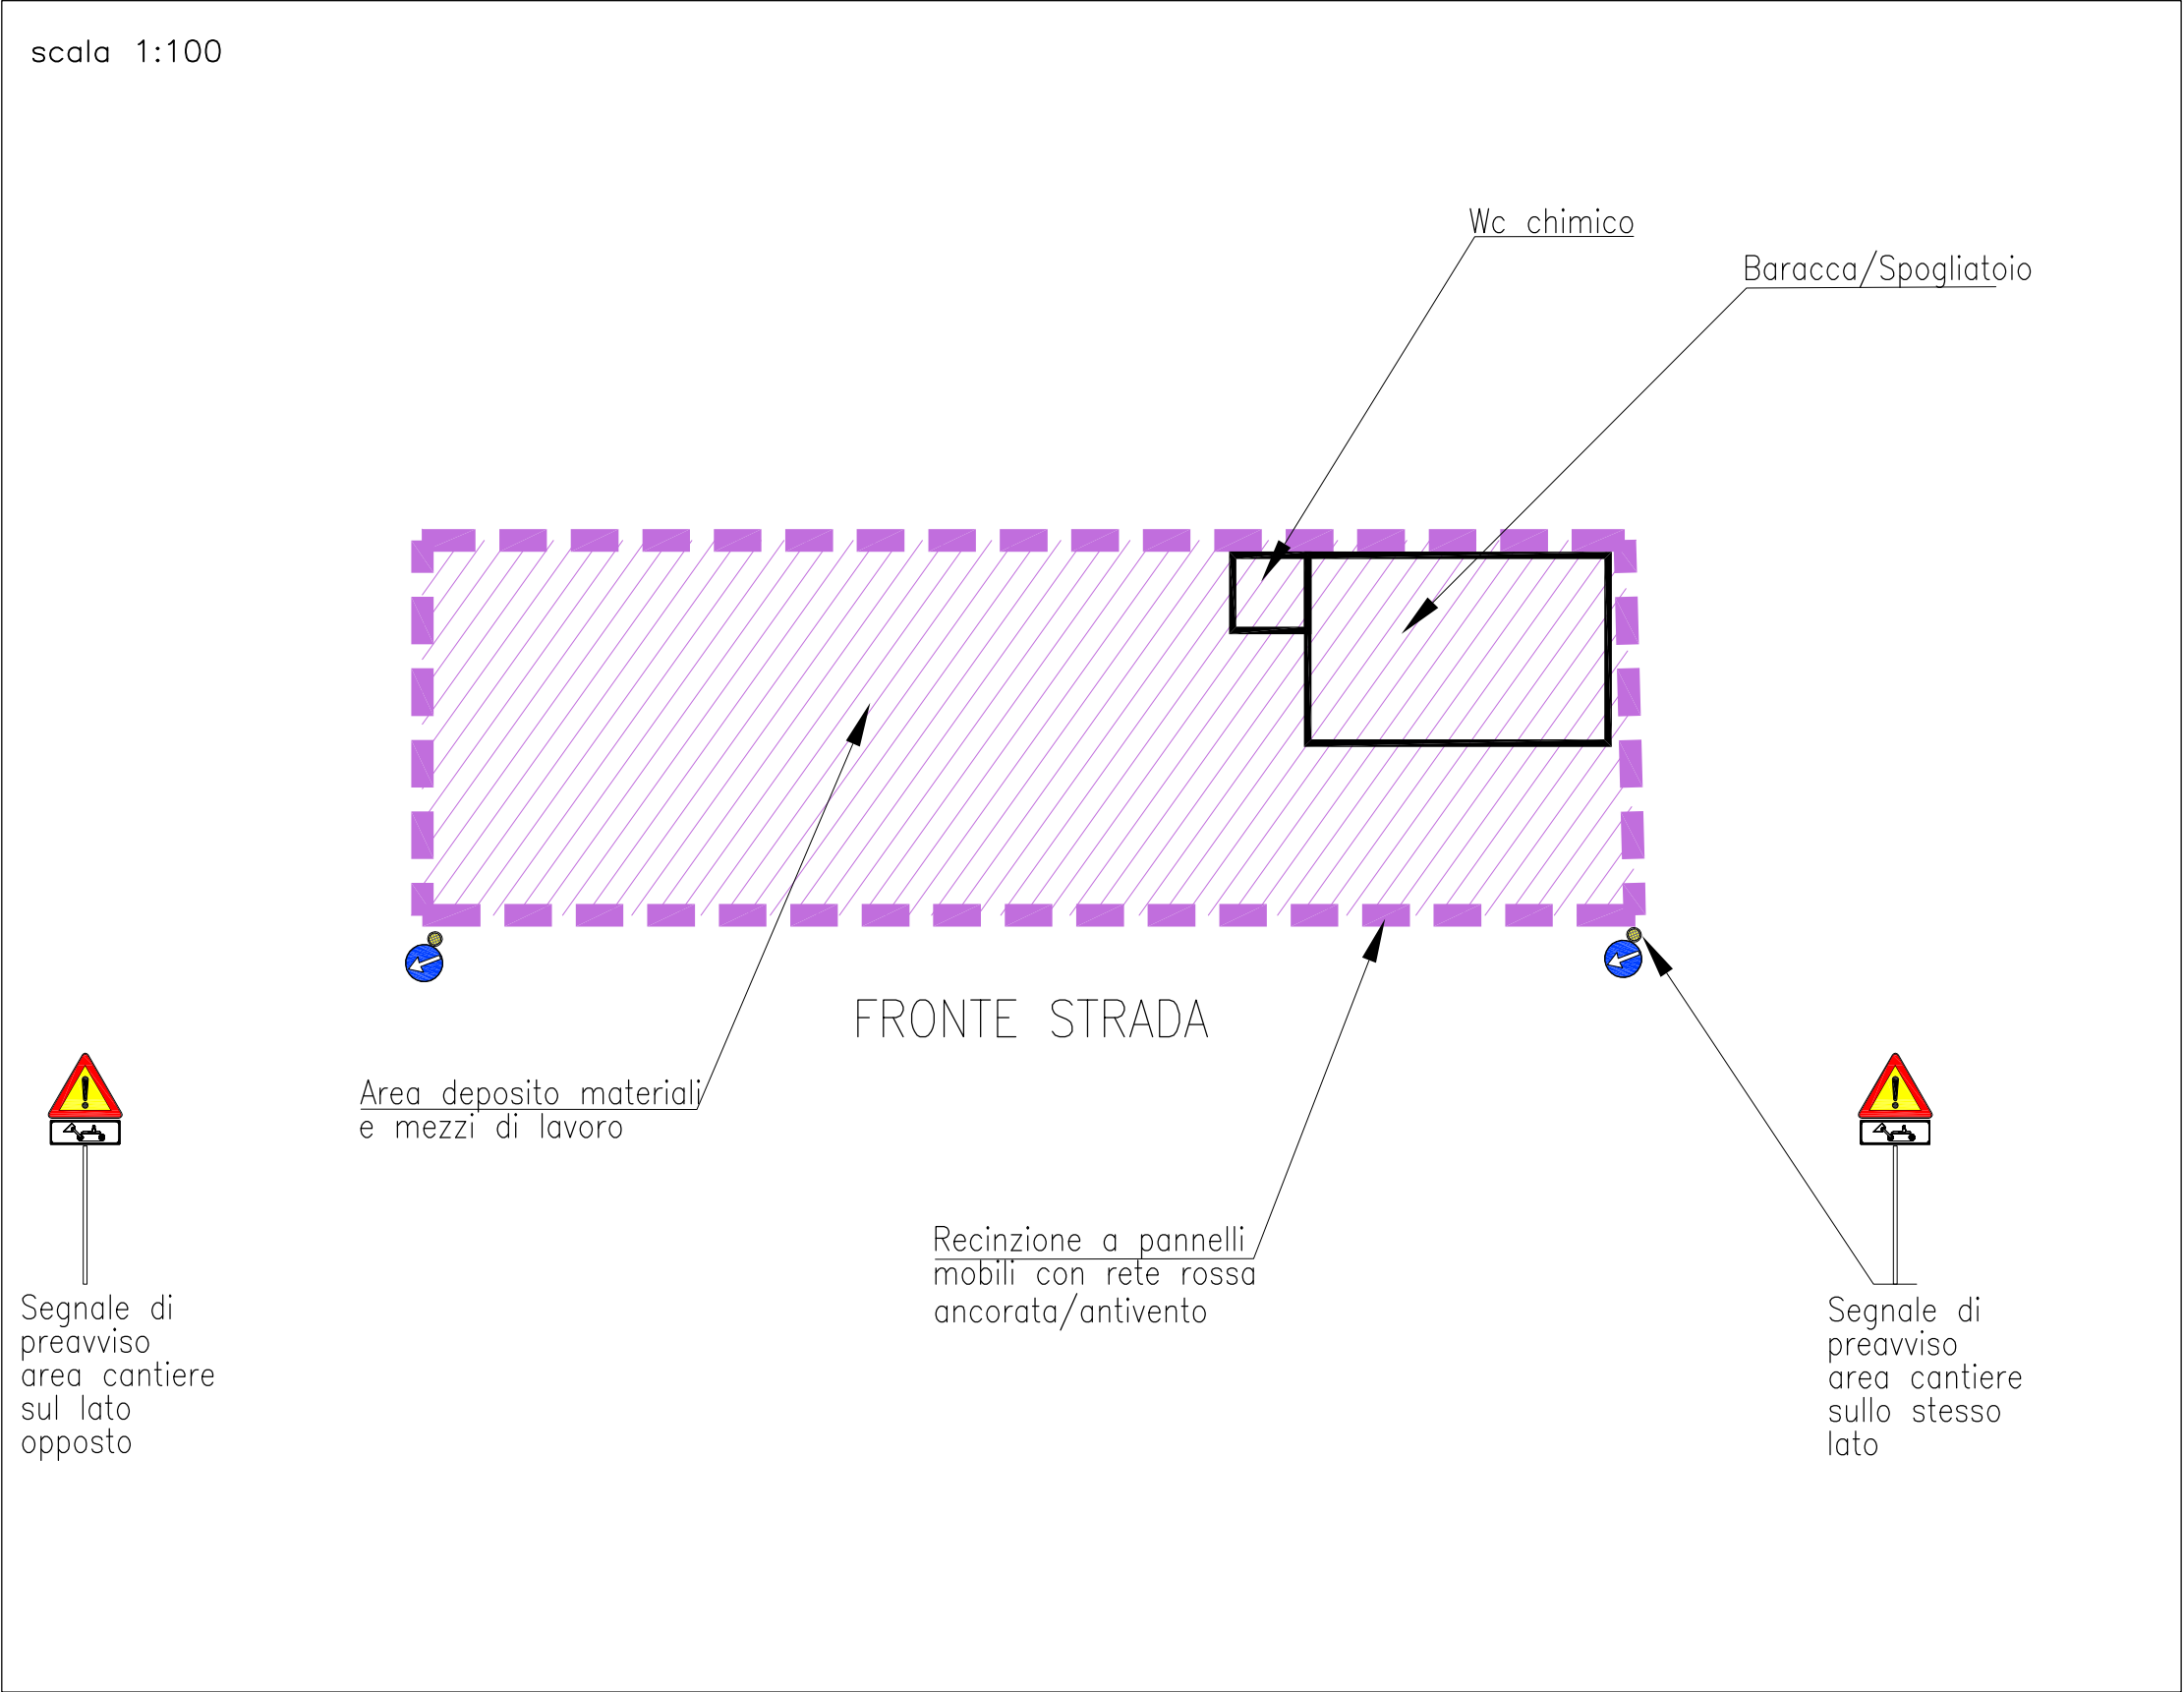 scala 1:100
Wc chimico
Baracca/Spogliatoio
FRONTE STRADA
Area deposito materiali
e mezzi di lavoro
Recinzione a pannelli
mobili con rete rossa
ancorata/antivento
Segnale di
preavviso
area cantiere
sul lato
opposto
Segnale di
preavviso
area cantiere
sullo stesso
lato